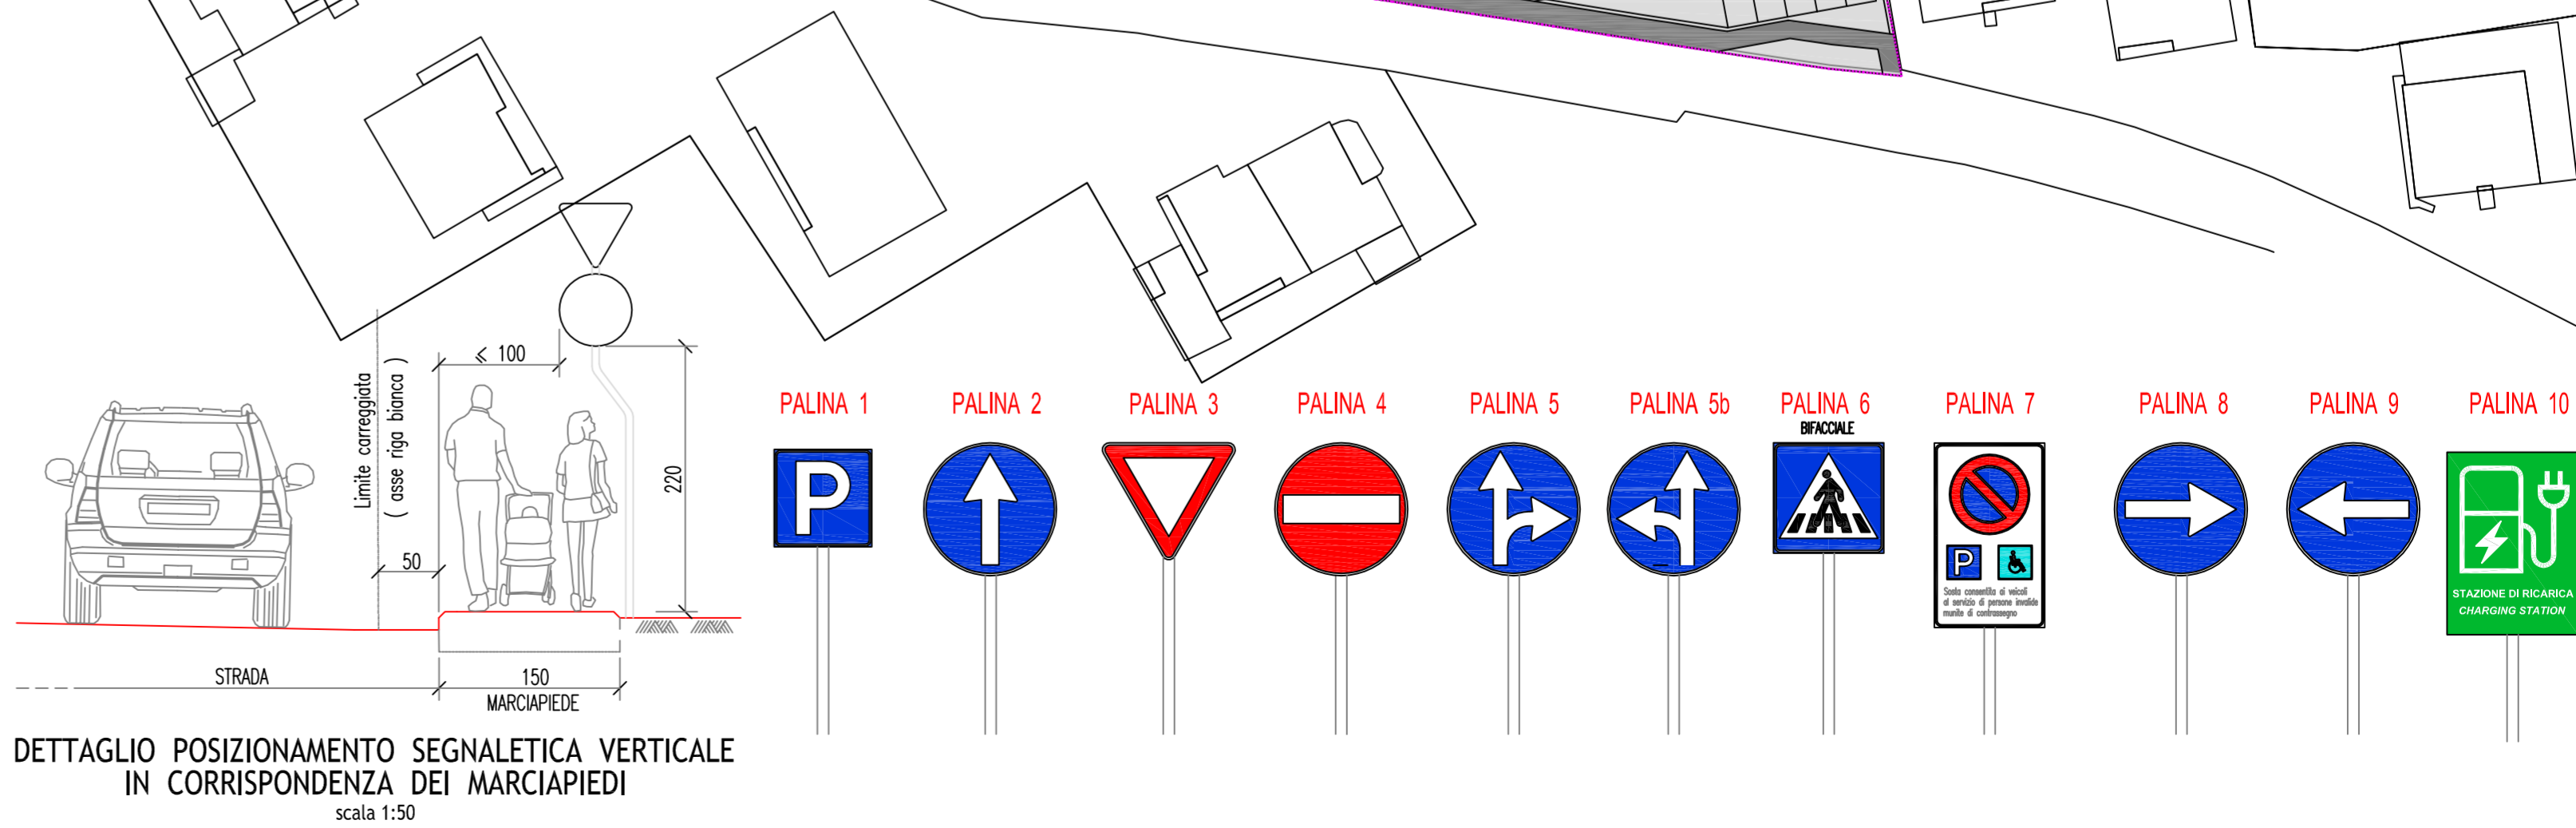 Limite carreggiata
( asse riga bianca )
≤ 100
50
220
STRADA
150
MARCIAPIEDE
DETTAGLIO POSIZIONAMENTO SEGNALETICA VERTICALE
IN CORRISPONDENZA DEI MARCIAPIEDI
scala 1:50
PALINA 1
P
PALINA 2
PALINA 3
PALINA 4
PALINA 5
PALINA 5b
PALINA 6
BIFACCIALE
PALINA 7
P
Sosta consentita ai veicoli
al servizio di persone invalide
munite di contrassegno
PALINA 8
PALINA 9
PALINA 10
STAZIONE DI RICARICA
CHARGING STATION